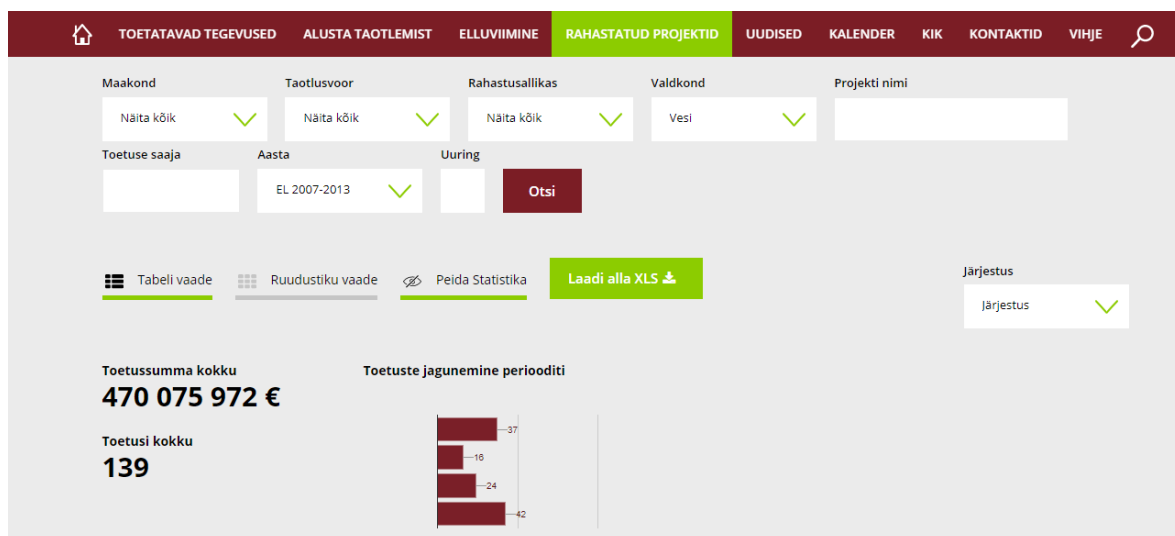 TOETATAVAD TEGEVUSED ALUSTA TAOTLEMIST ELLUVIIMINE RAHASTATUD PROJEKTID UUDISED KALENDER KIK KONTAKTID VIHJE
Maakond Taotlusvoor Rahastusallikas Valdkond Projekti nimi
Näita kõik Näita kõik Näita kõik Vesi
Toetuse saaja Aasta Uuring
EL 2007-2013 Otsi
Tabeli vaade Ruudustiku vaade Peida Statistika Laadi alla XLS
Järjestus
Järjestus
Toetussumma kokku Toetuste jagunemine periooditi
470 075 972 €
37
Toetusi kokku
16
139
24
42